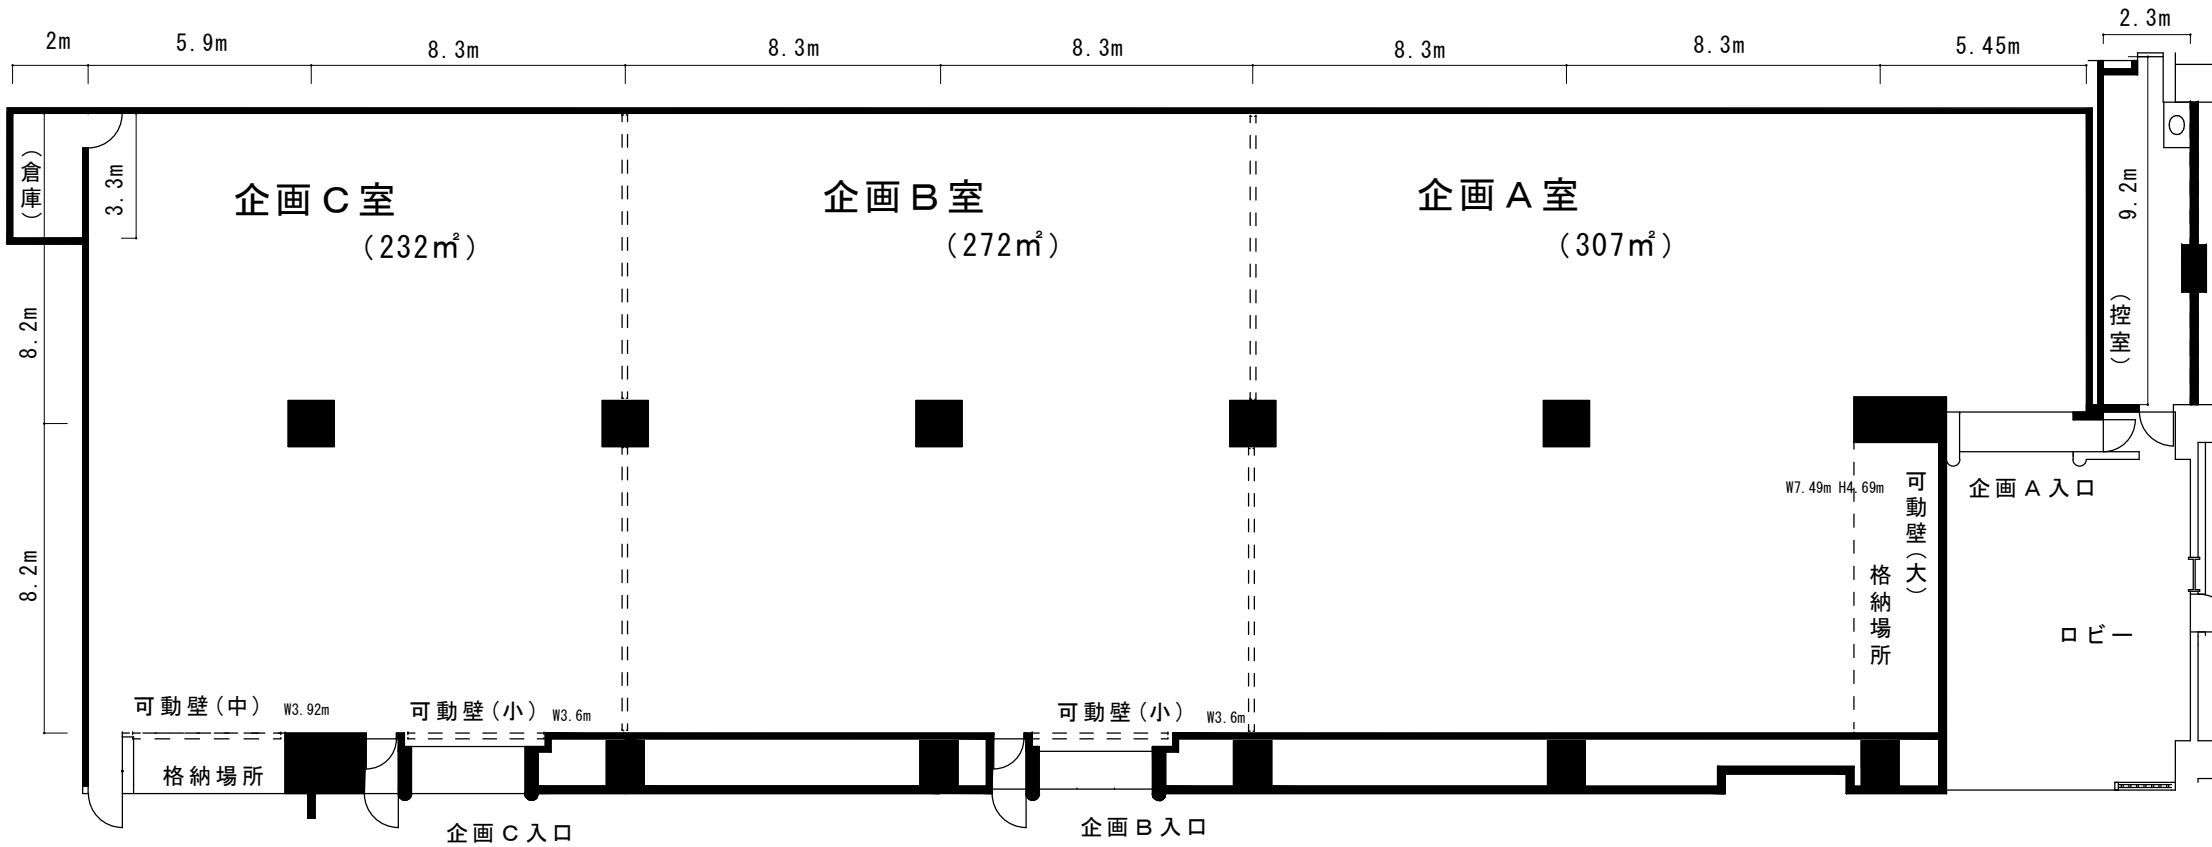 2m
5.9m
8.3m
8.3m
8.3m
8.3m
8.3m
5.45m
2.3m
(倉庫)
3.3m
企画C室
(232㎡)
企画B室
(272㎡)
企画A室
(307㎡)
9.2m
(控室)
8.2m
8.2m
W7.49m H4.69m
可動壁(大)
格納場所
企画A入口
ロビー
可動壁(中) W3.92m
可動壁(小) W3.6m
可動壁(小) W3.6m
格納場所
企画C入口
企画B入口